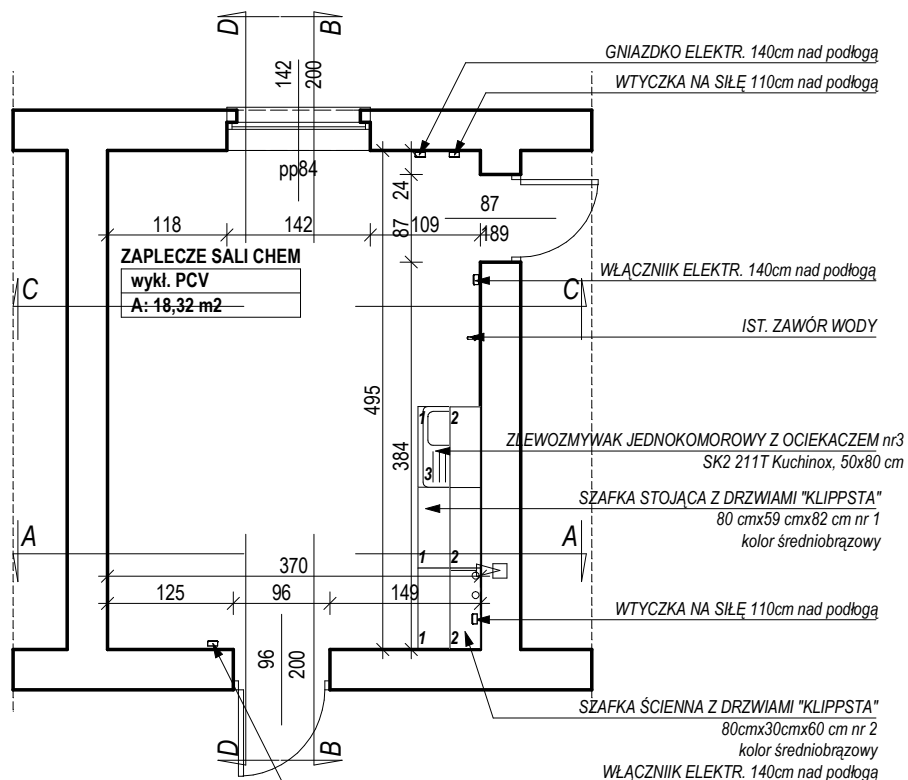 D
B
142
200
GNIAZDKO ELEKTR. 140cm nad podłogą
WTYCZKA NA SIŁĘ 110cm nad podłogą
pp84
24
87
87
189
118
142
109
ZAPLECZE SALI CHEM
wykł. PCV
A: 18,32 m2
WŁĄCZNIIK ELEKTR. 140cm nad podłogą
C
C
IST. ZAWÓR WODY
495
384
1
2
3
ZLEWOZMYWAK JEDNOKOMOROWY Z OCIEKACZEM nr3
SK2 211T Kuchinox, 50x80 cm
SZAFKA STOJĄCA Z DRZWIAMI "KLIPPSTA"
80 cmx59 cmx82 cm nr 1
kolor średniobrązowy
A
A
1
2
370
125
96
149
WTYCZKA NA SIŁĘ 110cm nad podłogą
1
2
96
200
SZAFKA ŚCIENNA Z DRZWIAMI "KLIPPSTA"
80cmx30cmx60 cm nr 2
kolor średniobrązowy
D
B
WŁĄCZNIIK ELEKTR. 140cm nad podłogą